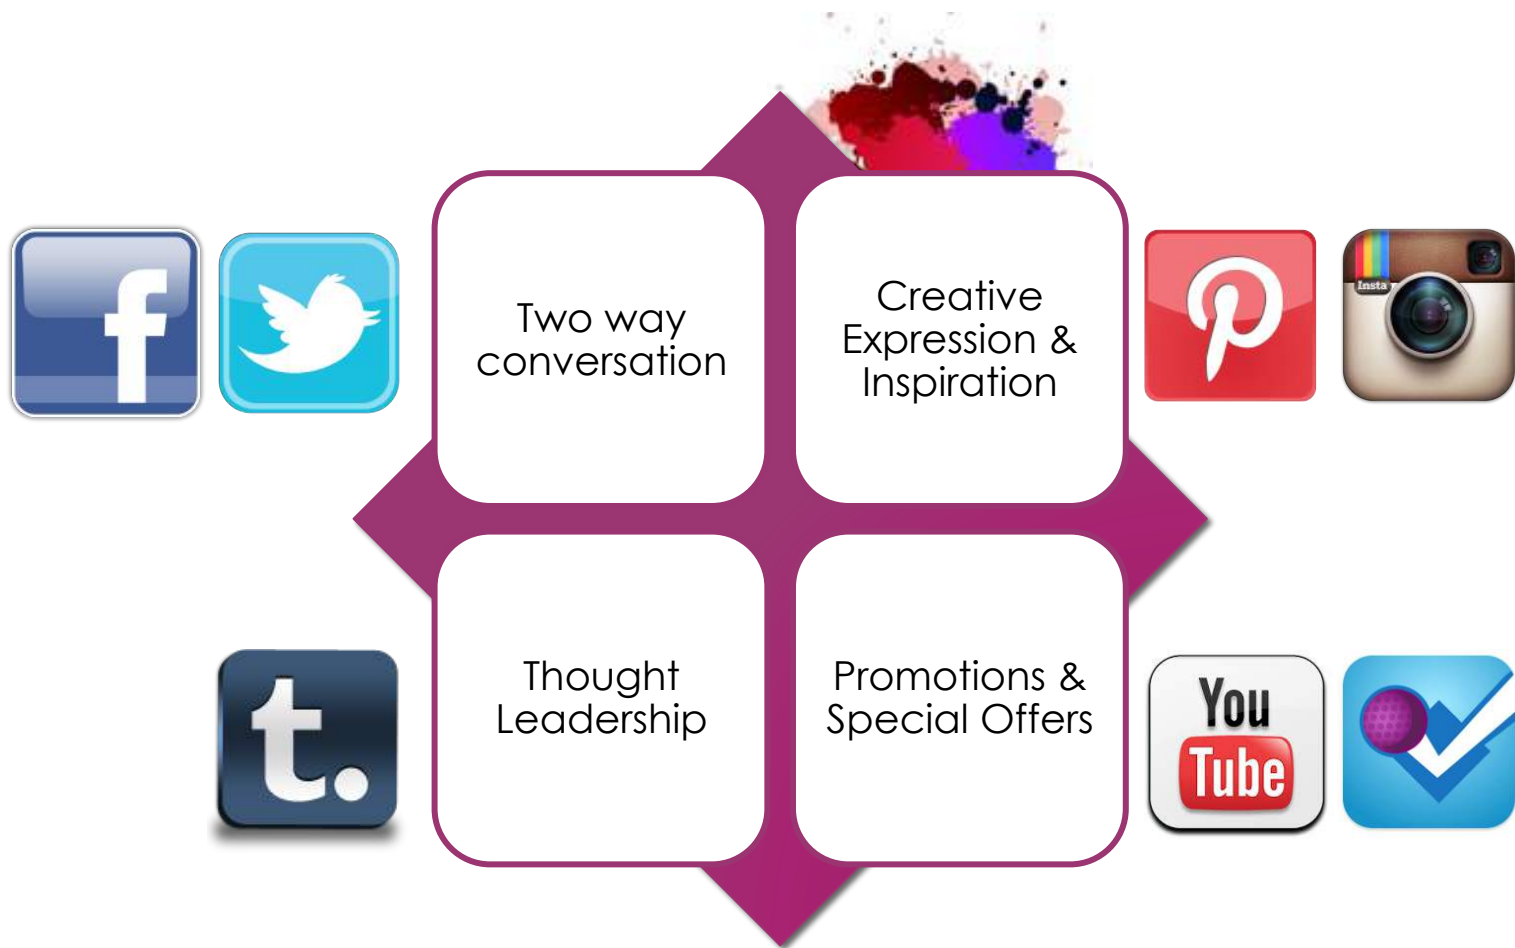 Two way
conversation
Creative
Expression &
Inspiration
Insta
Thought
Leadership
Promotions &
Special Offers
f
t.
You
Tube